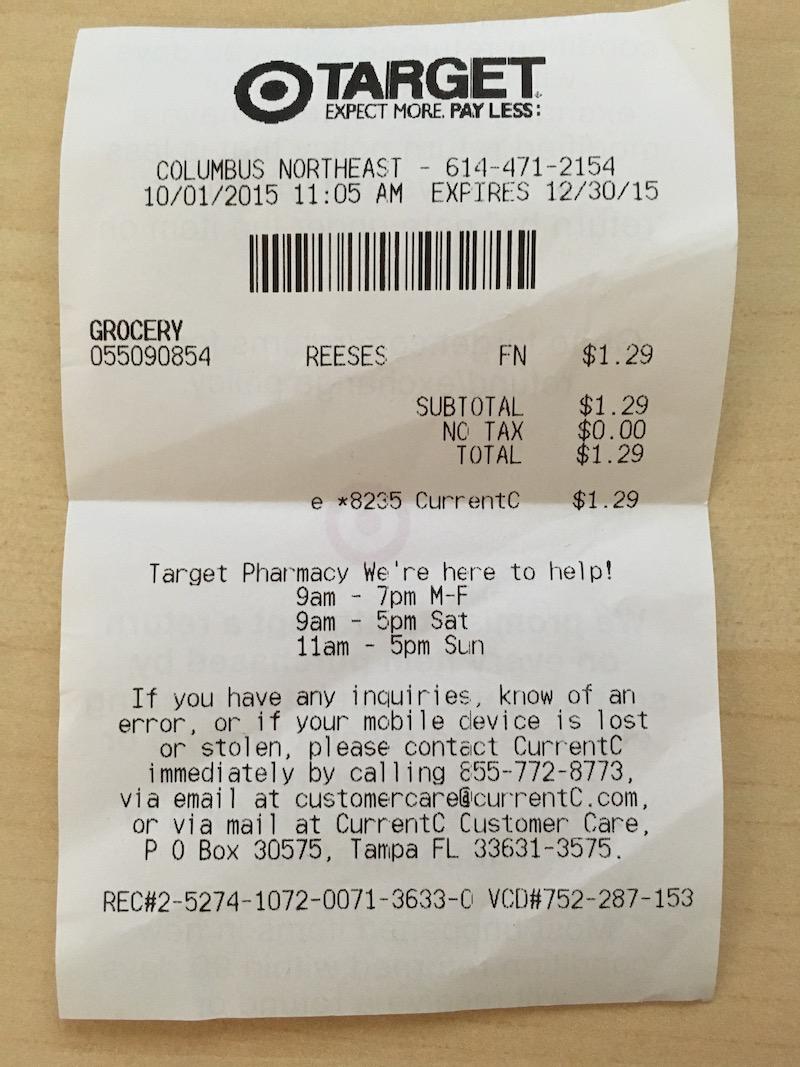 TARGET
EXPECT MORE. PAY LESS:
COLUMBUS NORTHEAST - 614-471-2154
10/01/2015 11:05 AM EXPIRES 12/30/15
GROCERY
055090854 REESES FN $1.29
SUBTOTAL $1.29
NO TAX $0.00
TOTAL $1.29
e *8235 CurrentC $1.29
Target Pharmacy We're here to help!
9am - 7pm M-F
9am - 5pm Sat
11am - 5pm Sun
If you have any inquiries, know of an
error, or if your mobile device is lost
or stolen, please contact CurrentC
immediately by calling 855-772-8773,
via email at customercare@currentC.com,
or via mail at CurrentC Customer Care,
P O Box 30575, Tampa FL 33631-3575.
REC#2-5274-1072-0071-3633-0 VCD#752-287-153